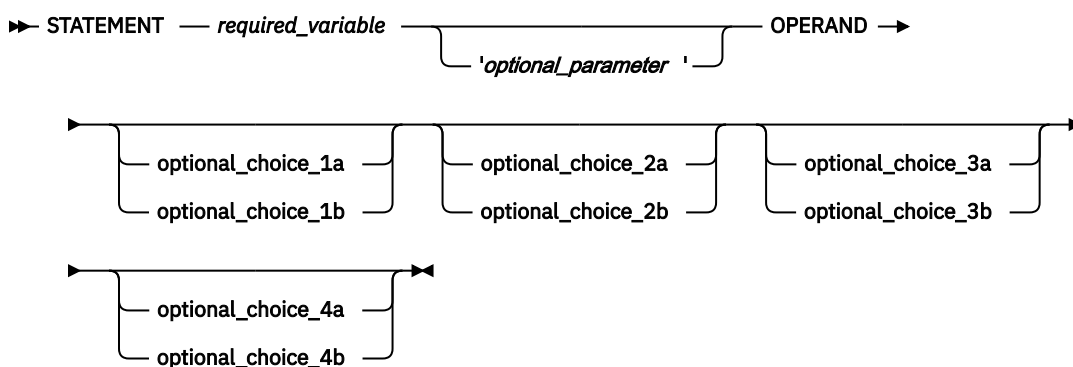 STATEMENT required_variable OPERAND
'optional_parameter '
optional_choice_1a optional_choice_2a optional_choice_3a
optional_choice_1b optional_choice_2b optional_choice_3b
optional_choice_4a
optional_choice_4b